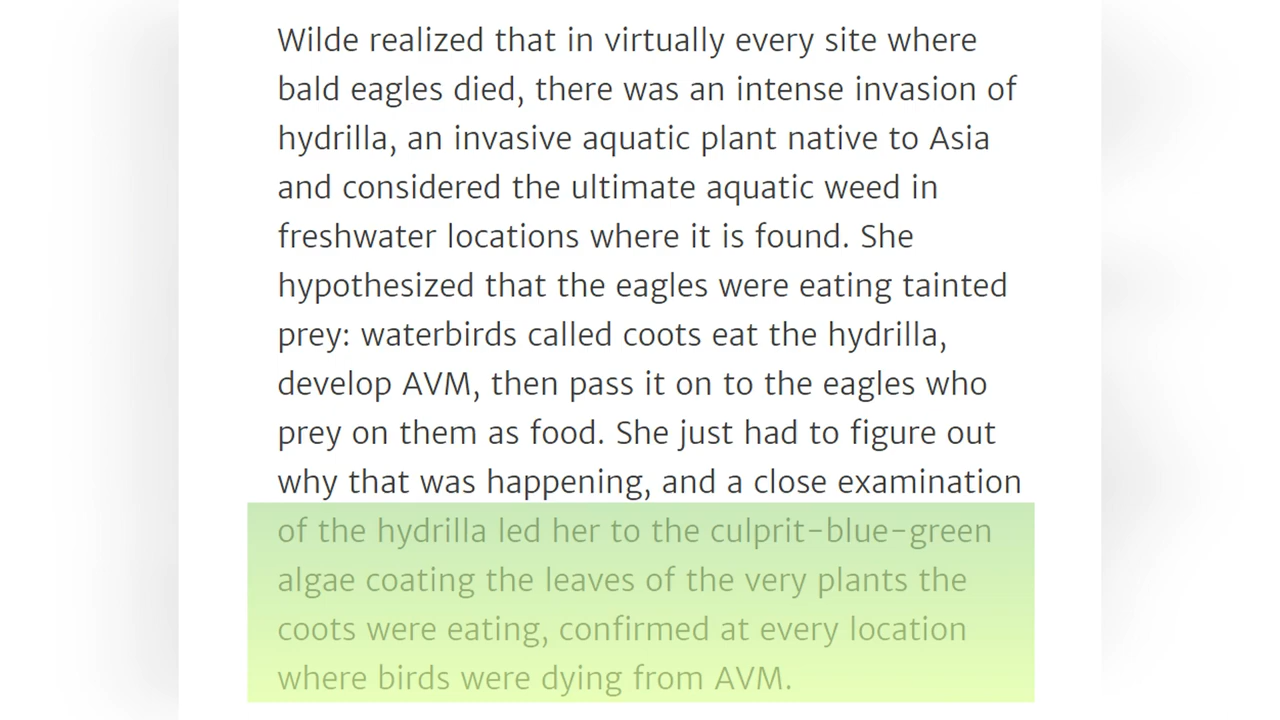 Wilde realized that in virtually every site where
bald eagles died, there was an intense invasion of
hydrilla, an invasive aquatic plant native to Asia
and considered the ultimate aquatic weed in
freshwater locations where it is found. She
hypothesized that the eagles were eating tainted
prey: waterbirds called coots eat the hydrilla,
develop AVM, then pass it on to the eagles who
prey on them as food. She just had to figure out
why that was happening, and a close examination
of the hydrilla led her to the culprit-blue-green
algae coating the leaves of the very plants the
coots were eating, confirmed at every location
where birds were dying from AVM.